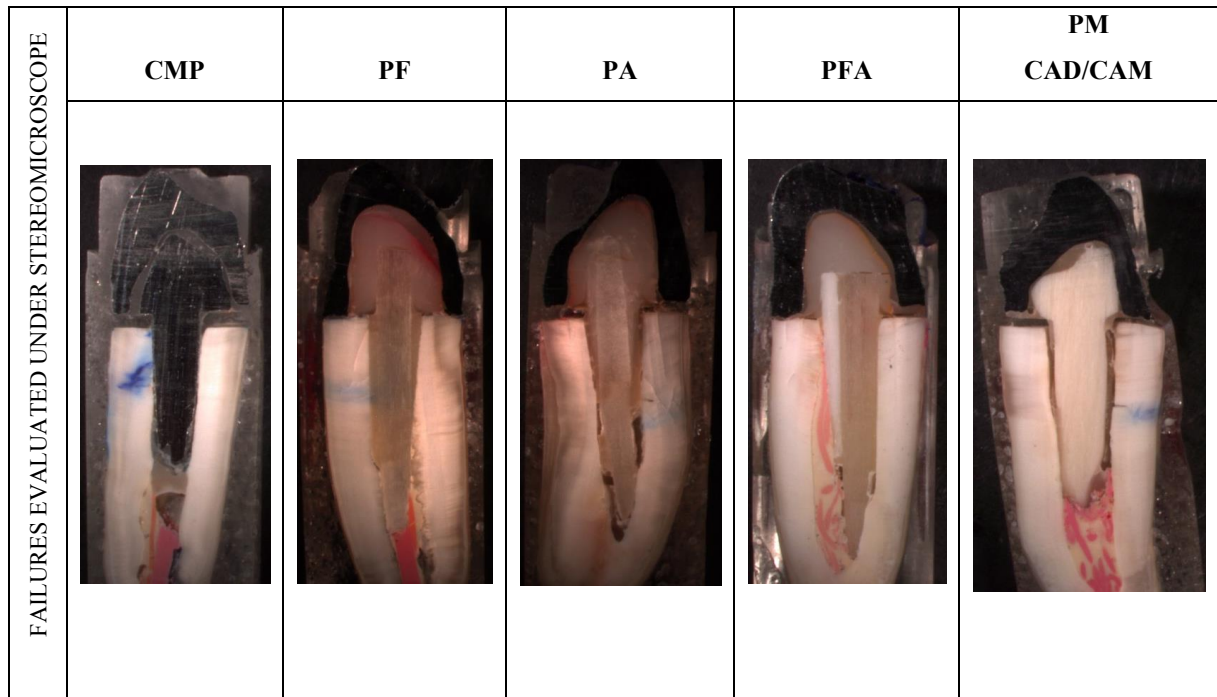 FAILURES EVALUATED UNDER STEREOMICROSCOPE
CMP
PF
PA
PFA
PM
CAD/CAM